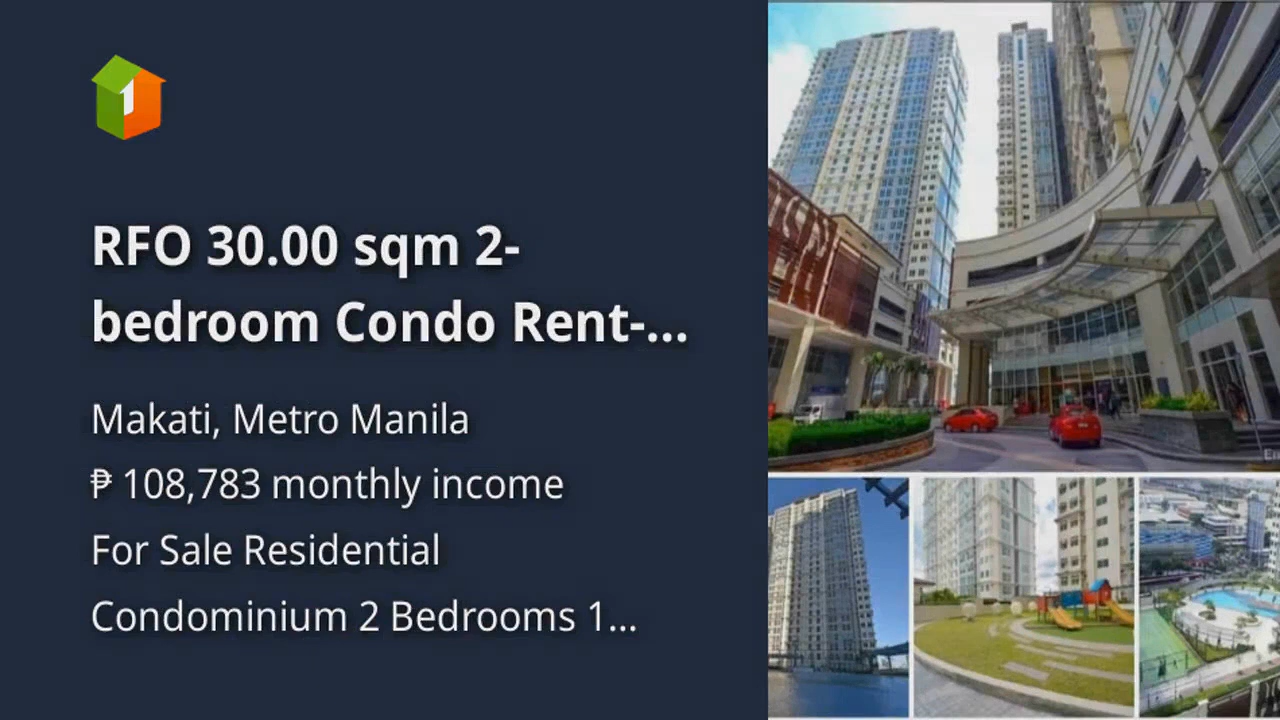 RFO 30.00 sqm 2-
bedroom Condo Rent-...
Makati, Metro Manila
₱ 108,783 monthly income
For Sale Residential
Condominium 2 Bedrooms 1...